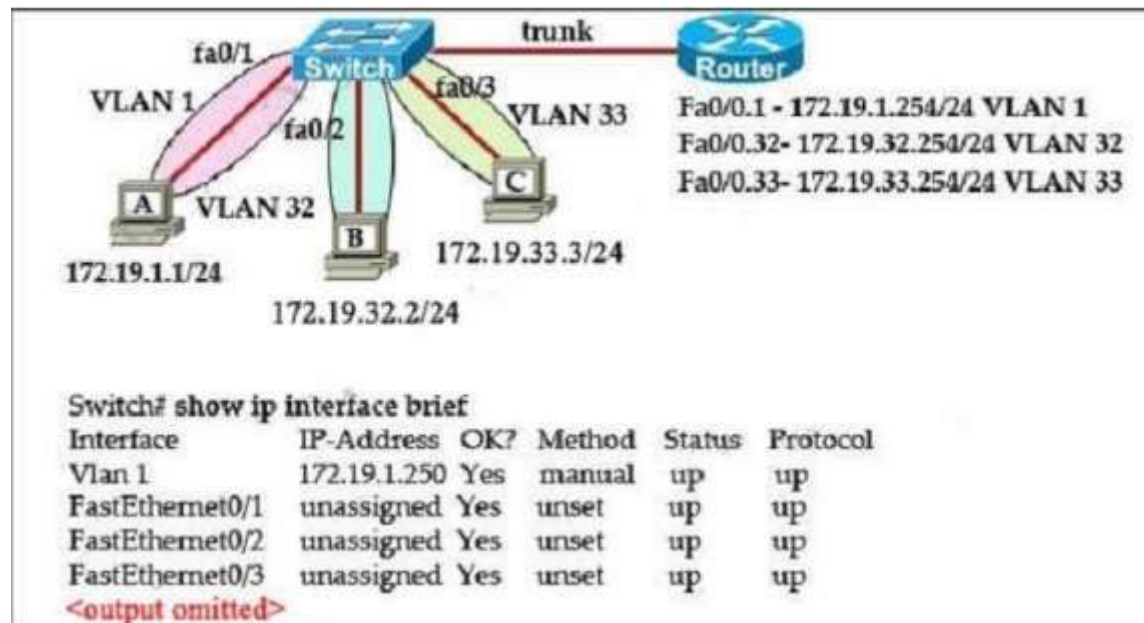 trunk
fa0/1
Switch
Router
VLAN 1
fa0/3
VLAN 33
fa0/2
Fa0/0.1 - 172.19.1.254/24 VLAN 1
Fa0/0.32- 172.19.32.254/24 VLAN 32
Fa0/0.33- 172.19.33.254/24 VLAN 33
A
VLAN 32
C
B
172.19.33.3/24
172.19.1.1/24
172.19.32.2/24
Switch# show ip interface brief
Interface IP-Address OK? Method Status Protocol
Vlan 1 172.19.1.250 Yes manual up up
FastEthernet0/1 unassigned Yes unset up up
FastEthernet0/2 unassigned Yes unset up up
FastEthernet0/3 unassigned Yes unset up up
<output omitted>